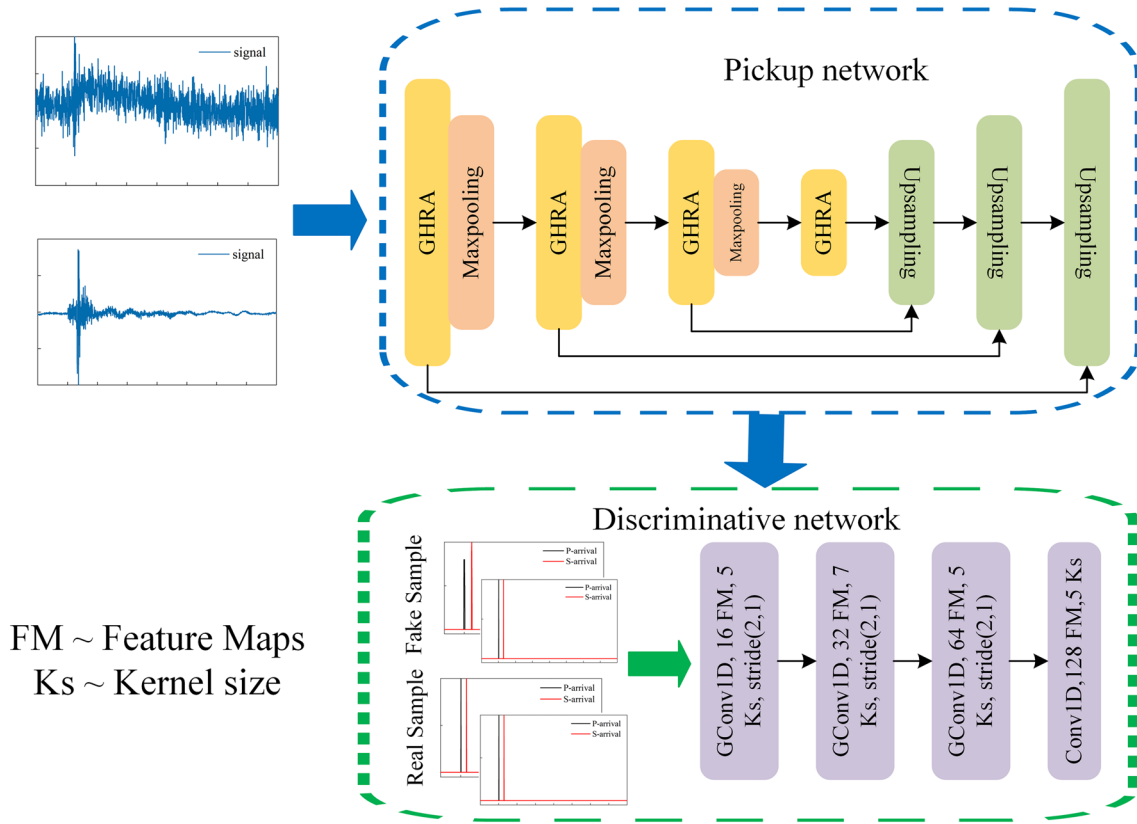 signal
signal
Pickup network
GHRA
Maxpooling
GHRA
Maxpooling
GHRA
Maxpooling
GHRA
Upsampling
Upsampling
Upsampling
Discriminative network
Fake Sample
P-arrival
S-arrival
P-arrival
S-arrival
Real Sample
P-arrival
S-arrival
P-arrival
S-arrival
GConv1D, 16 FM, 5
Ks, stride(2,1)
GConv1D, 32 FM, 7
Ks, stride(2,1)
GConv1D, 64 FM, 5
Ks, stride(2,1)
Conv1D,128 FM,5 Ks
FM ~ Feature Maps
Ks ~ Kernel size